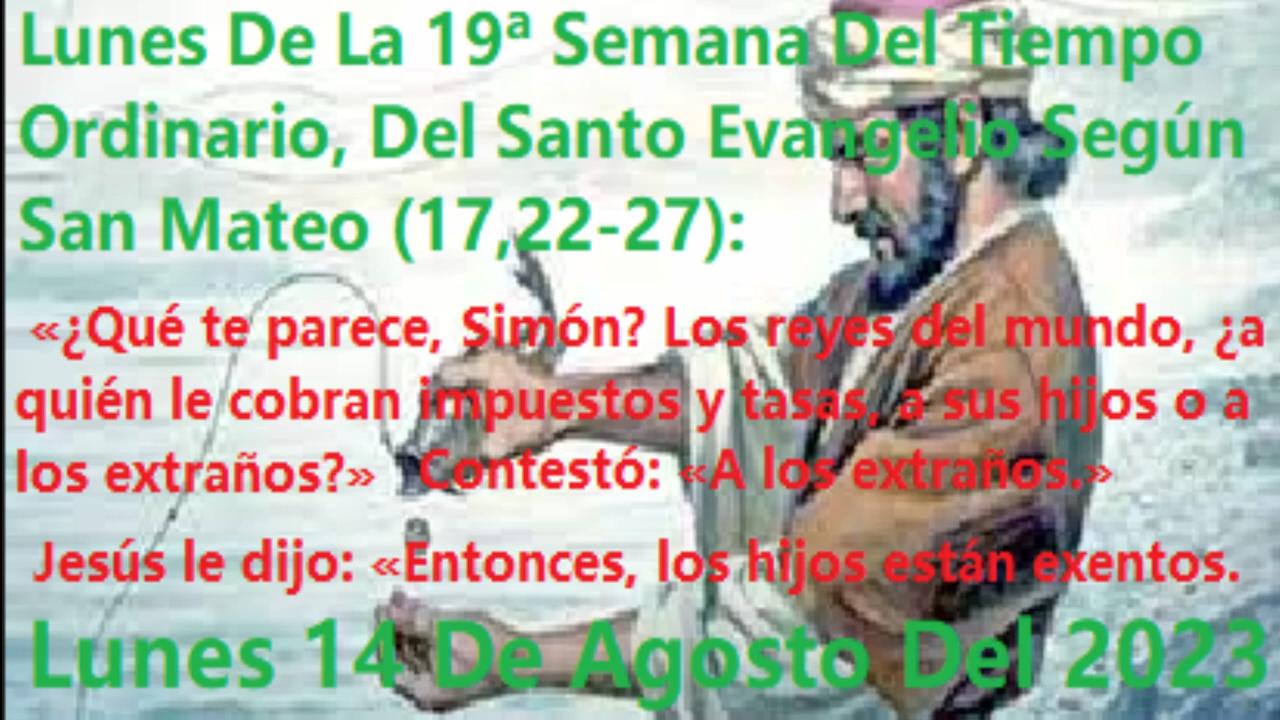 Lunes De La 19ª Semana Del Tiempo
Ordinario, Del Santo Evangelio Según
San Mateo (17,22-27):
«¿Qué te parece, Simón? Los reyes del mundo, ¿a
quién le cobran impuestos y tasas, a sus hijos o a
los extraños?» Contestó: «A los extraños.»
Jesús le dijo: «Entonces, los hijos están exentos.
Lunes 14 De Agosto Del 2023